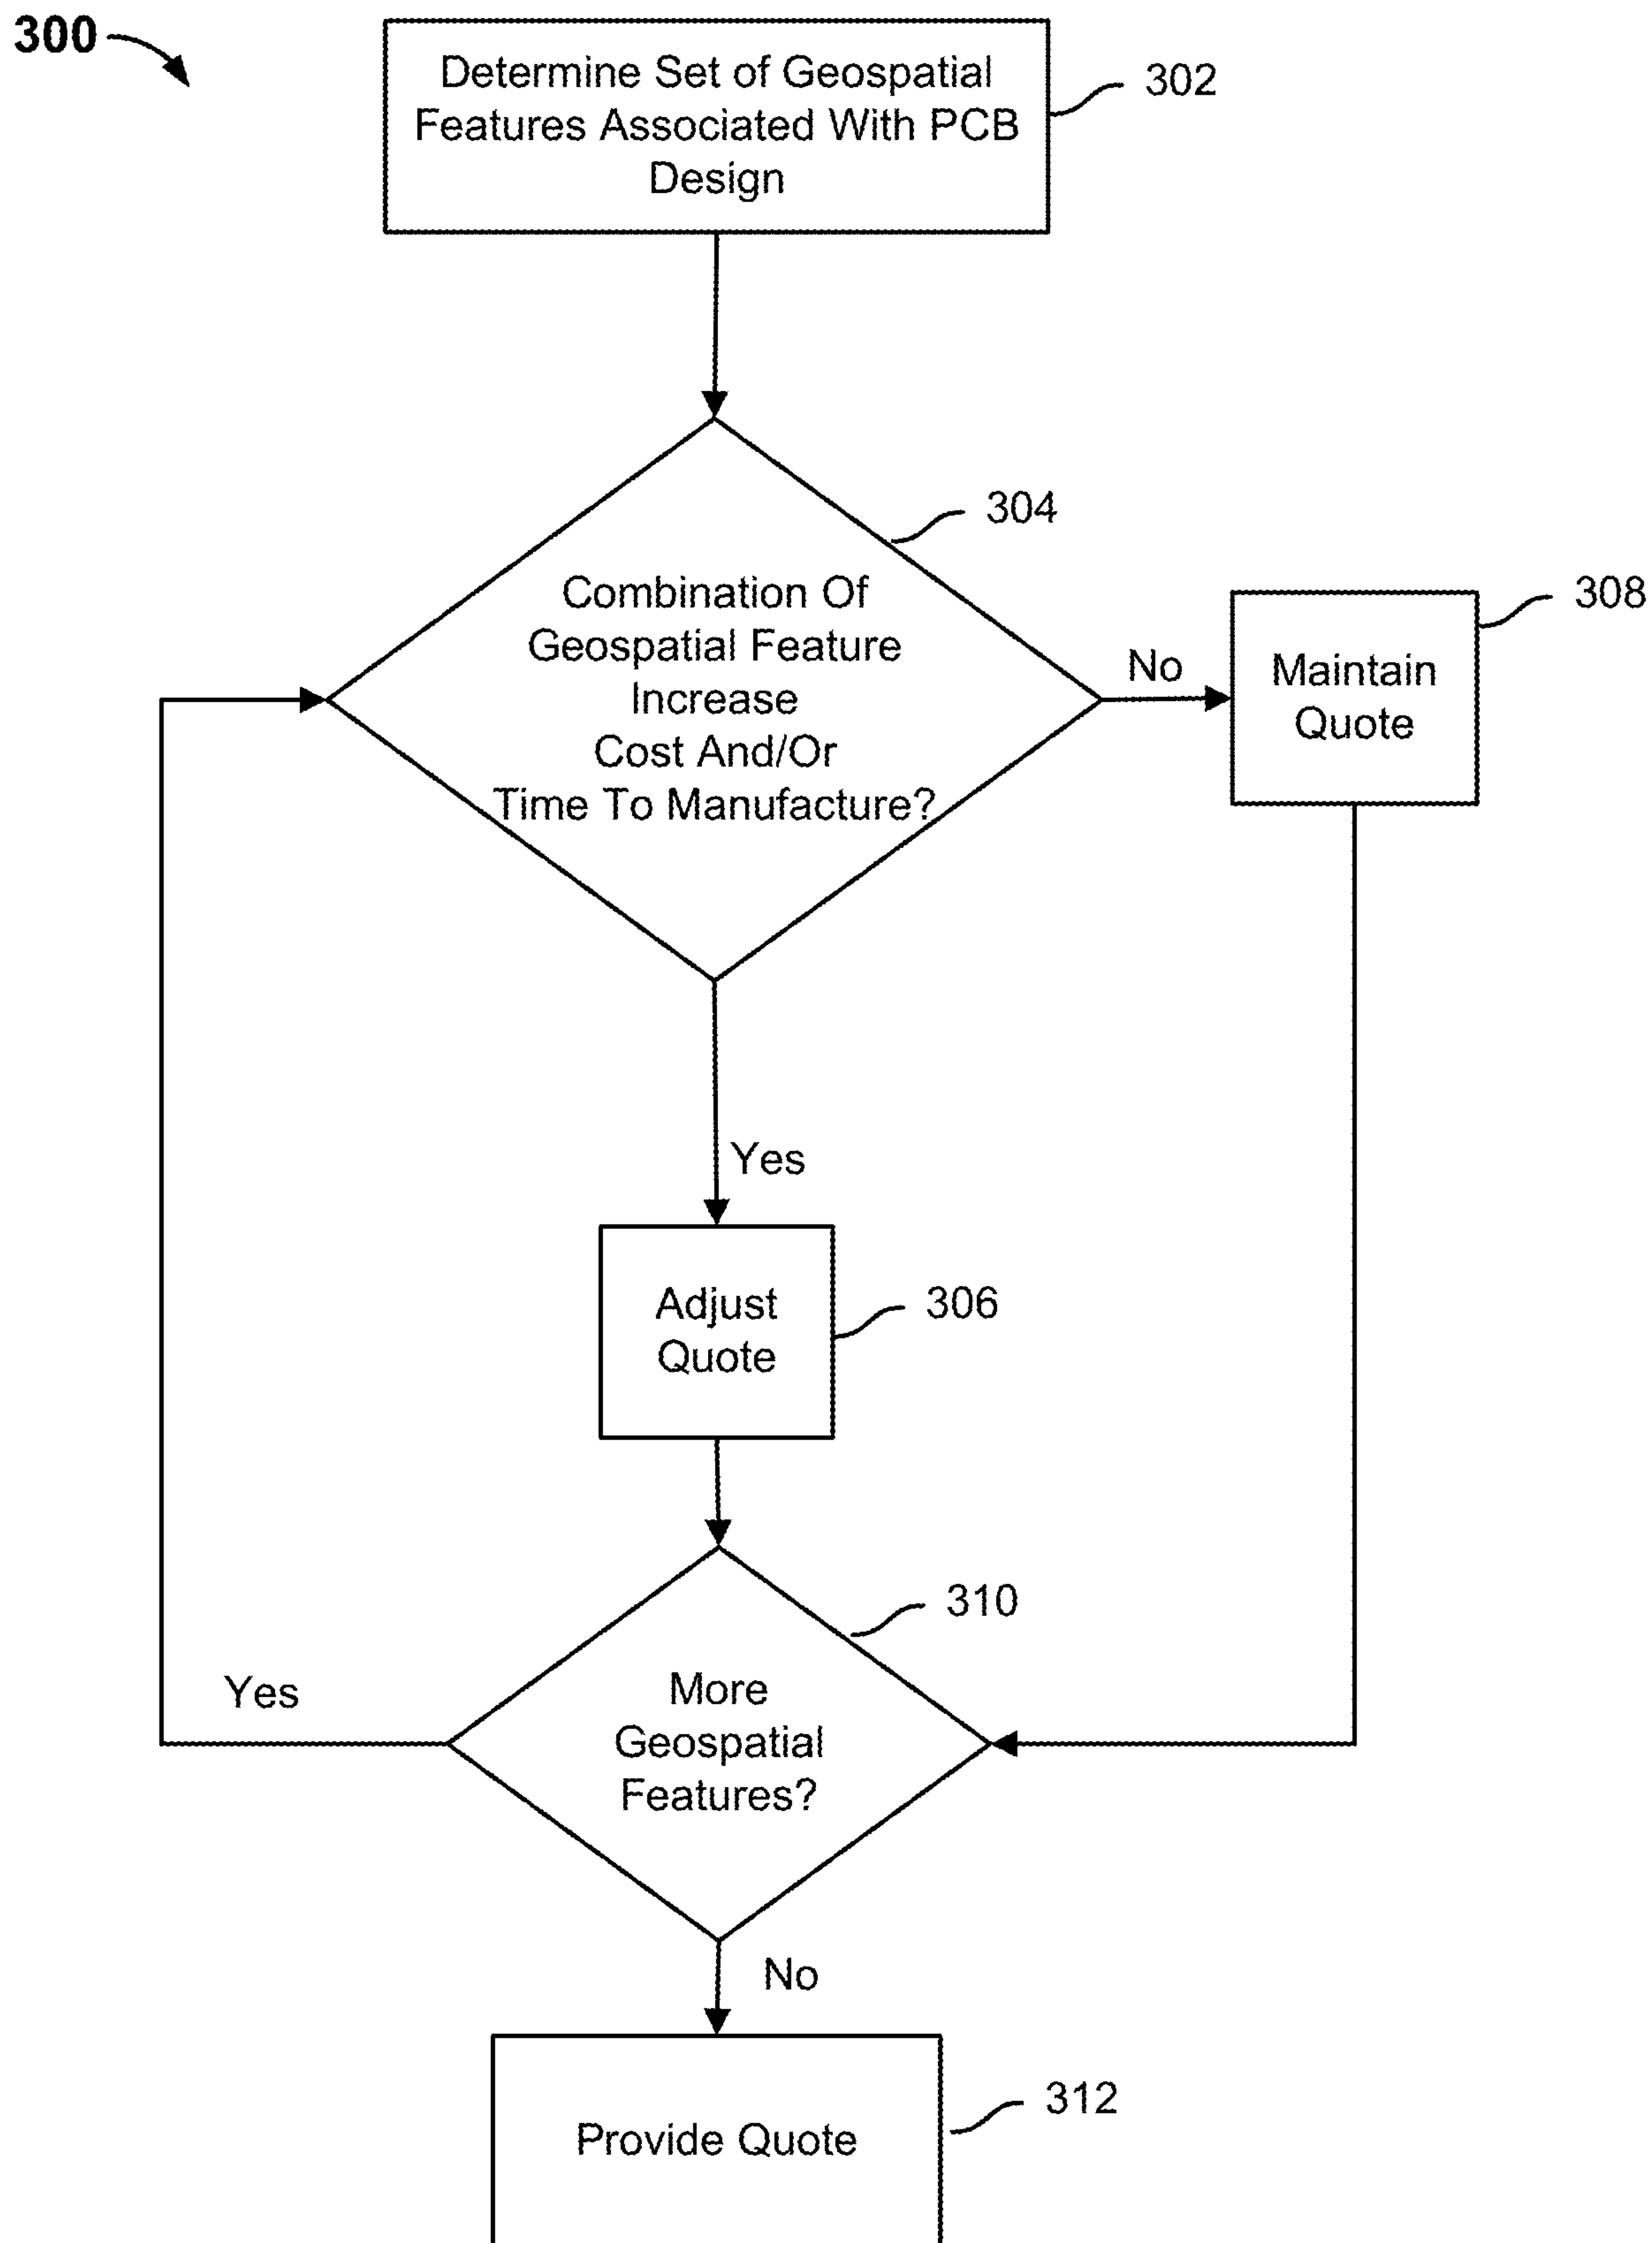 300
Determine Set of Geospatial
Features Associated With PCB
Design
302
304
Combination Of
Geospatial Feature
Increase
Cost And/Or
Time To Manufacture?
No
308
Maintain
Quote
Yes
Adjust
Quote
306
310
More
Geospatial
Features?
Yes
No
Provide Quote
312